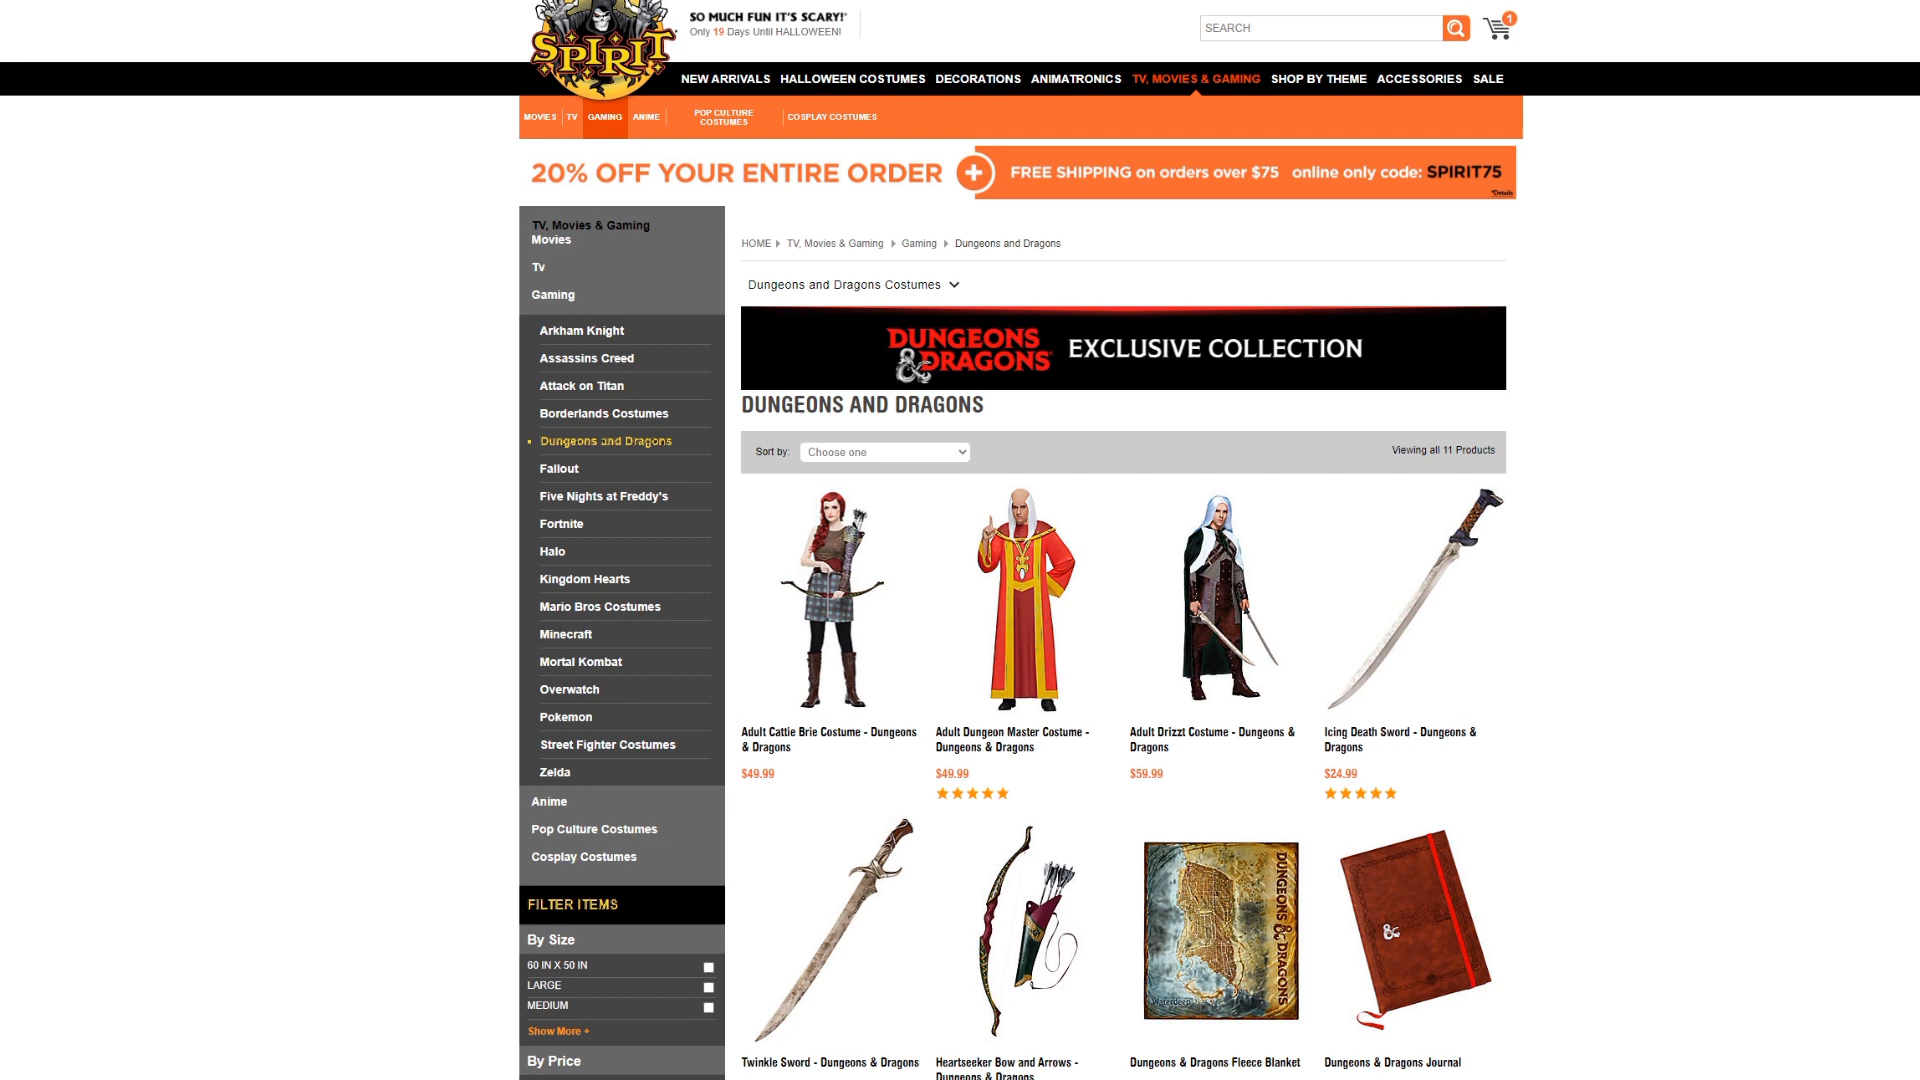 SPIRIT
SO MUCH FUN IT'S SCARY!
Only 19 Days Until HALLOWEEN!
SEARCH
1
NEW ARRIVALS HALLOWEEN COSTUMES DECORATIONS ANIMATRONICS TV, MOVIES & GAMING SHOP BY THEME ACCESSORIES SALE
MOVIES TV GAMING ANIME POP CULTURE COSTUMES COSPLAY COSTUMES
20% OFF YOUR ENTIRE ORDER + FREE SHIPPING on orders over $75 online only code: SPIRIT75
*Details
TV, Movies & Gaming
Movies
Tv
Gaming
Arkham Knight
Assassins Creed
Attack on Titan
Borderlands Costumes
Dungeons and Dragons
Fallout
Five Nights at Freddy's
Fortnite
Halo
Kingdom Hearts
Mario Bros Costumes
Minecraft
Mortal Kombat
Overwatch
Pokemon
Street Fighter Costumes
Zelda
Anime
Pop Culture Costumes
Cosplay Costumes
FILTER ITEMS
By Size
60 IN X 50 IN
LARGE
MEDIUM
Show More +
By Price
HOME TV, Movies & Gaming Gaming Dungeons and Dragons
Dungeons and Dragons Costumes
DUNGEONS & DRAGONS EXCLUSIVE COLLECTION
DUNGEONS AND DRAGONS
Sort by: Choose one
Viewing all 11 Products
Adult Cattie Brie Costume - Dungeons
& Dragons
$49.99
Adult Dungeon Master Costume -
Dungeons & Dragons
$49.99
Adult Drizzt Costume - Dungeons &
Dragons
$59.99
Icing Death Sword - Dungeons &
Dragons
$24.99
DUNGEONS & DRAGONS
Waterdeep
&
Twinkle Sword - Dungeons & Dragons
Heartseeker Bow and Arrows -
Dungeons & Dragons
Dungeons & Dragons Fleece Blanket
Dungeons & Dragons Journal